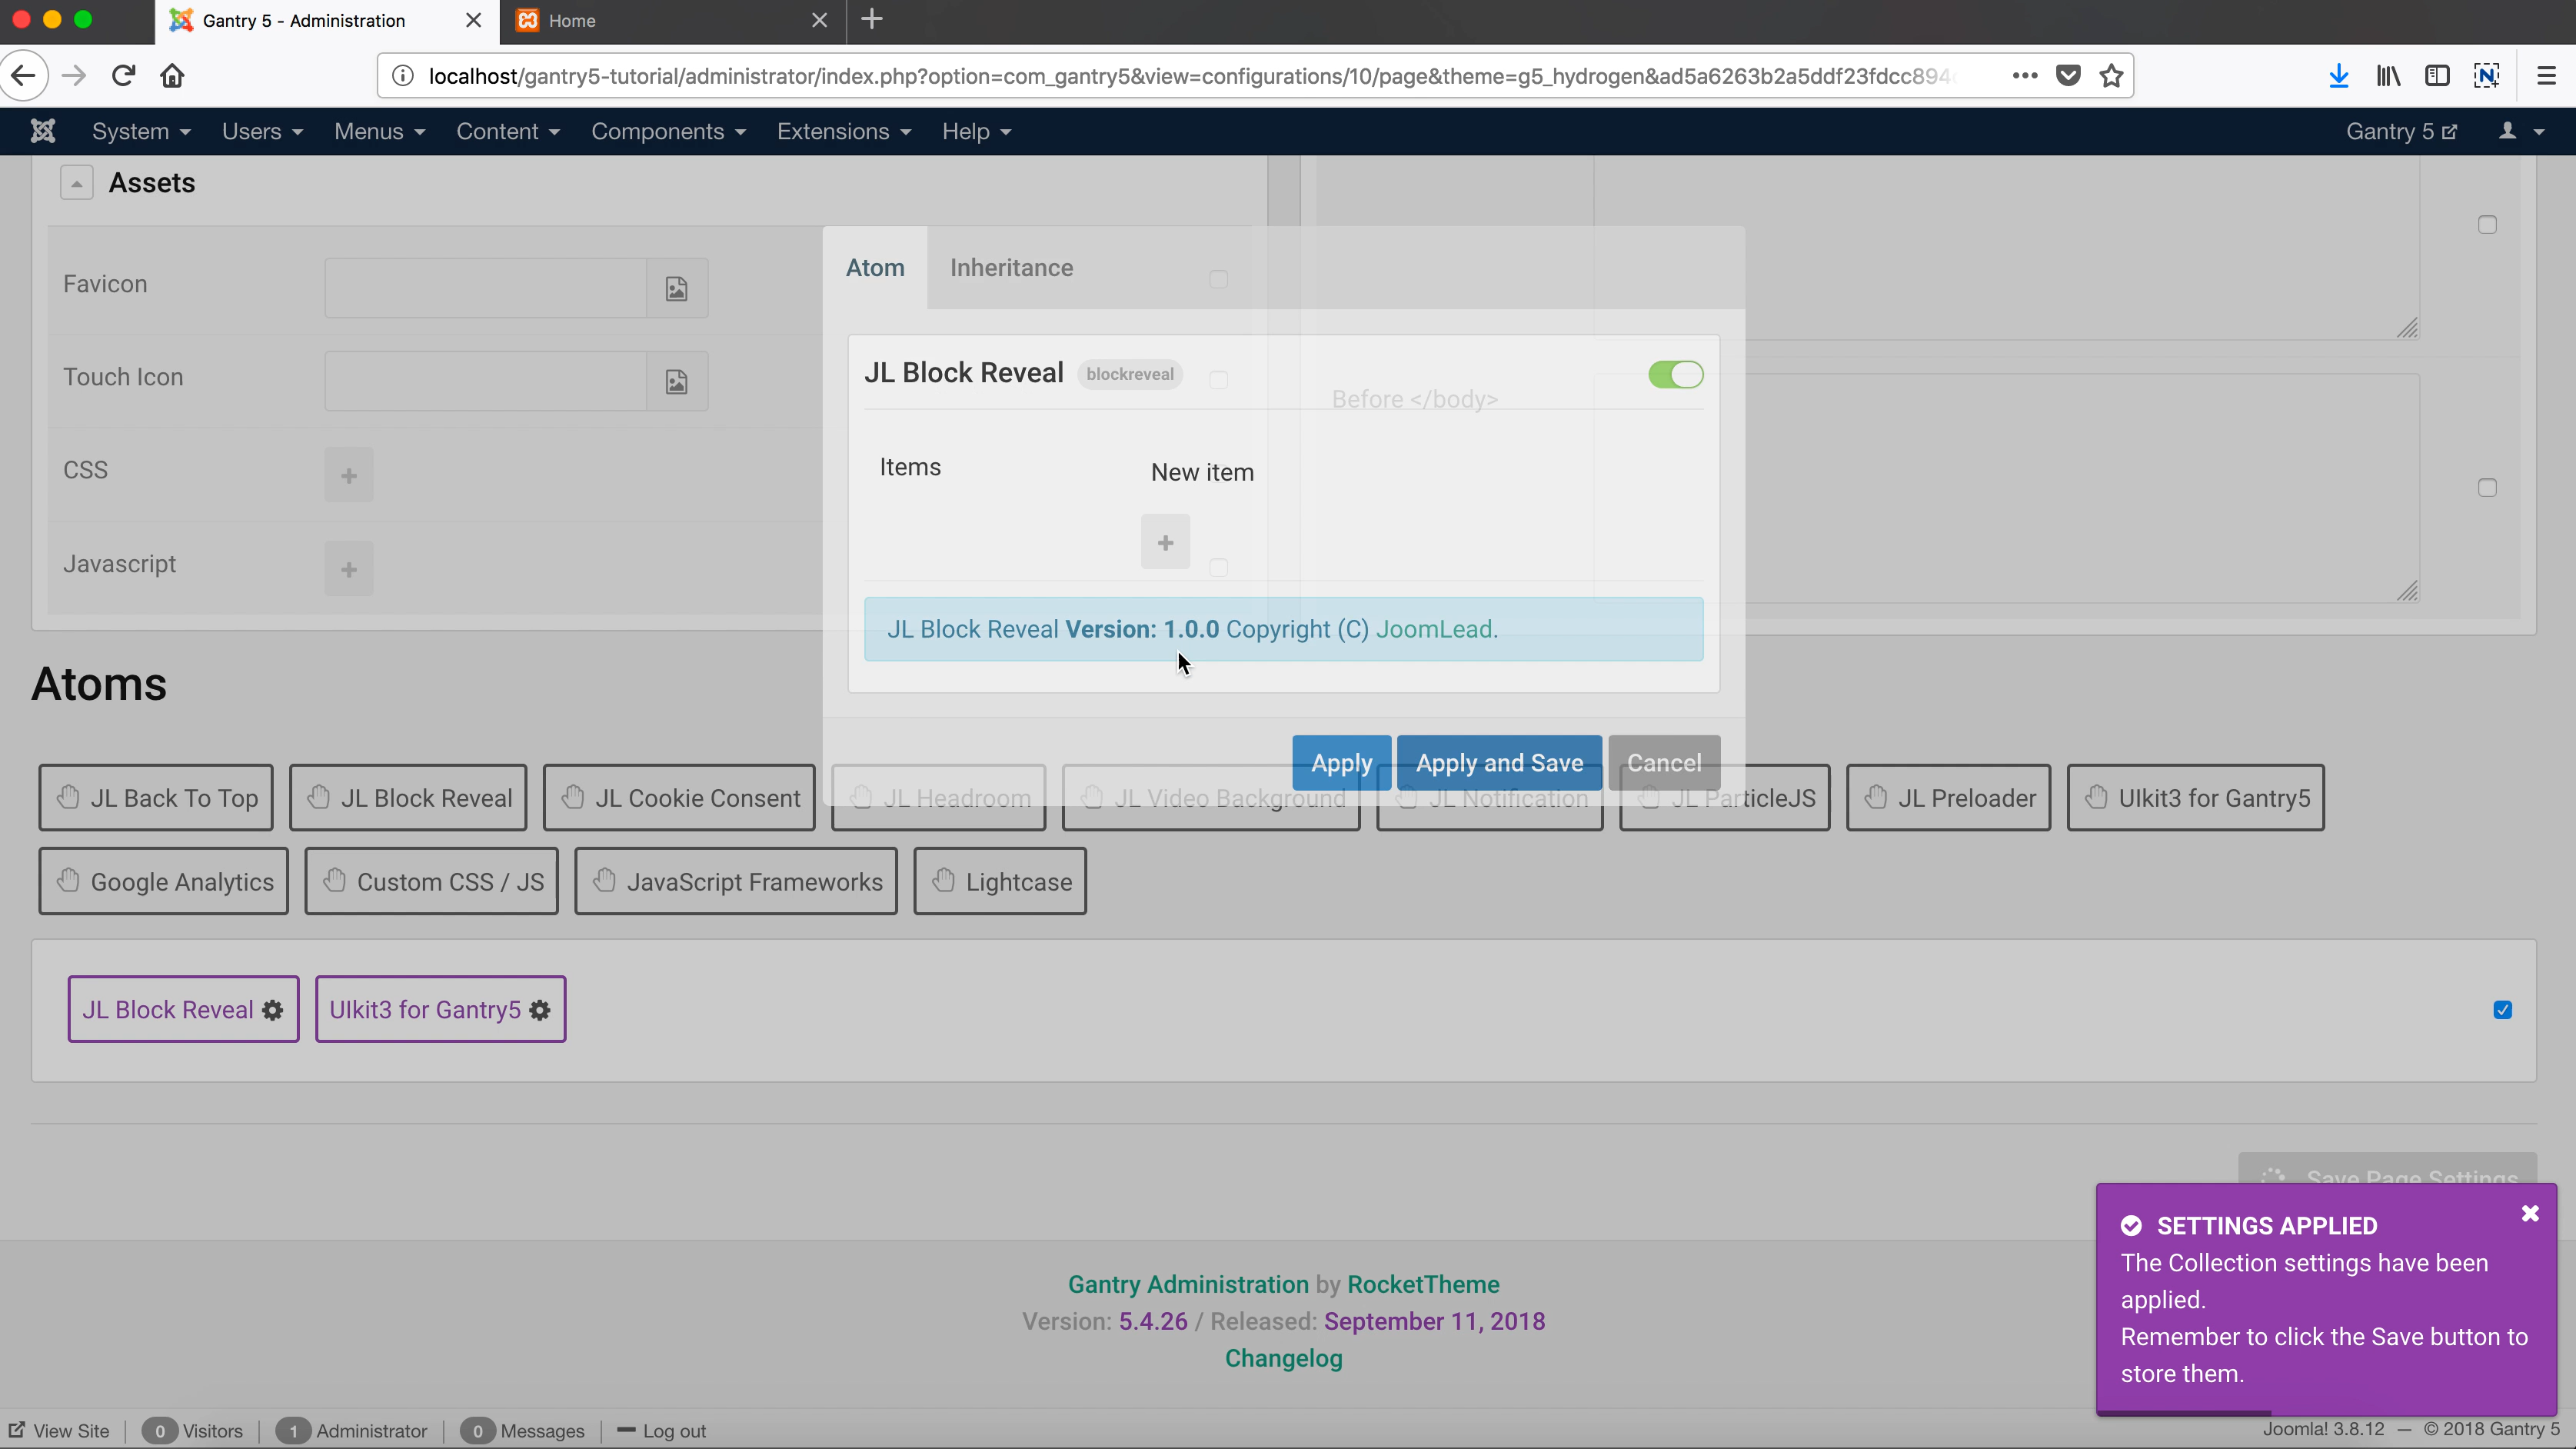 Gantry 5 - Administration
Home
localhost/gantry5-tutorial/administrator/index.php?option=com_gantry5&view=configurations/10/page&theme=g5_hydrogen&ad5a6263b2a5ddf23fdcc894
System Users Menus Content Components Extensions Help Gantry 5
Assets
Favicon
Touch Icon
CSS
Javascript
Atom Inheritance
JL Block Reveal blockreveal
Before </body>
Items New item
JL Block Reveal Version: 1.0.0 Copyright (C) JoomLead.
Apply Apply and Save Cancel
Atoms
JL Back To Top JL Block Reveal JL Cookie Consent JL Headroom JL Video Background JL Notification JL ParticleJS JL Preloader UIkit3 for Gantry5
Google Analytics Custom CSS / JS JavaScript Frameworks Lightcase
JL Block Reveal UIkit3 for Gantry5
Save Page Settings
SETTINGS APPLIED
The Collection settings have been
applied.
Remember to click the Save button to
store them.
Gantry Administration by RocketTheme
Version: 5.4.26 / Released: September 11, 2018
Changelog
View Site 0 Visitors 1 Administrator 0 Messages Log out
Joomla! 3.8.12 — © 2018 Gantry 5